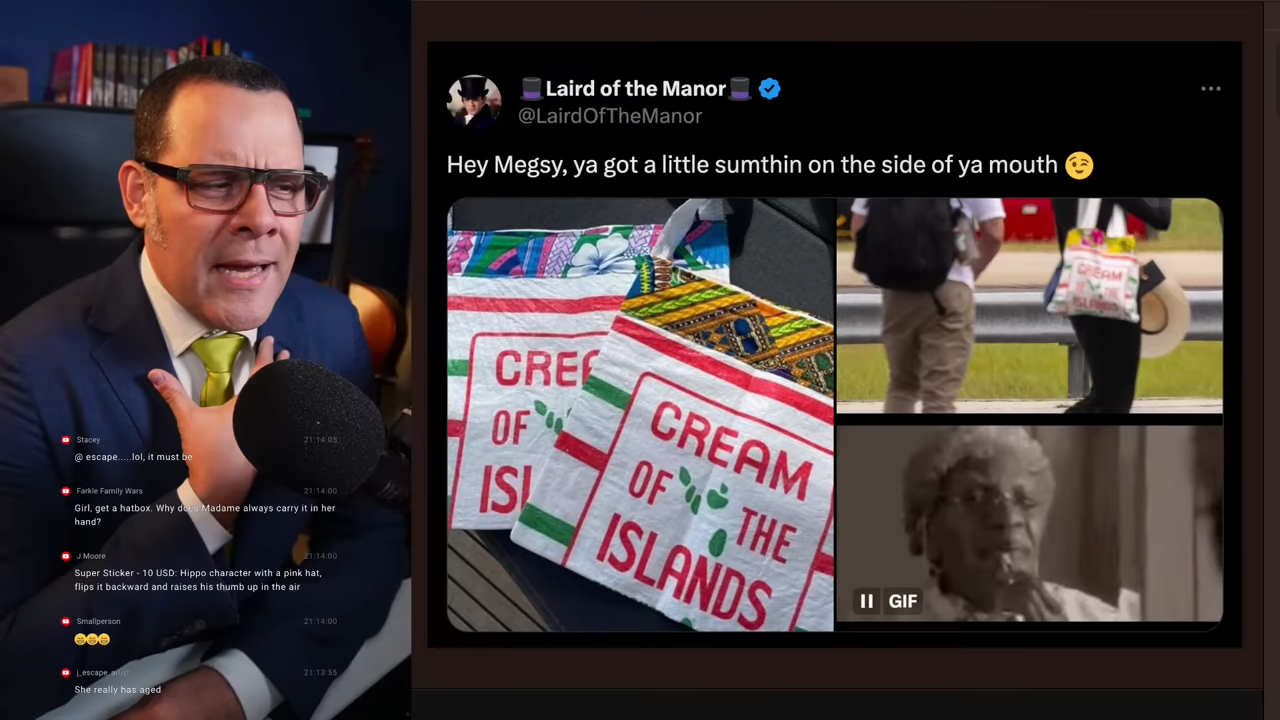 Laird of the Manor
@LairdOfTheManor
Hey Megsy, ya got a little sumthin on the side of ya mouth 😉
CREE
OF
ISL
CREAM
OF
THE
ISLANDS
CREAM
ISLANDS
GIF
Stacey 21:14:05
@ escape.....lol, it must be
Farkle Family Wars 21:14:00
Girl, get a hatbox. Why does Madame always carry it in her
hand?
J Moore 21:14:00
Super Sticker - 10 USD: Hippo character with a pink hat,
flips it backward and raises his thumb up in the air
Smallperson 21:14:00
😁😁😁
j_escape_artist 21:13:55
She really has aged